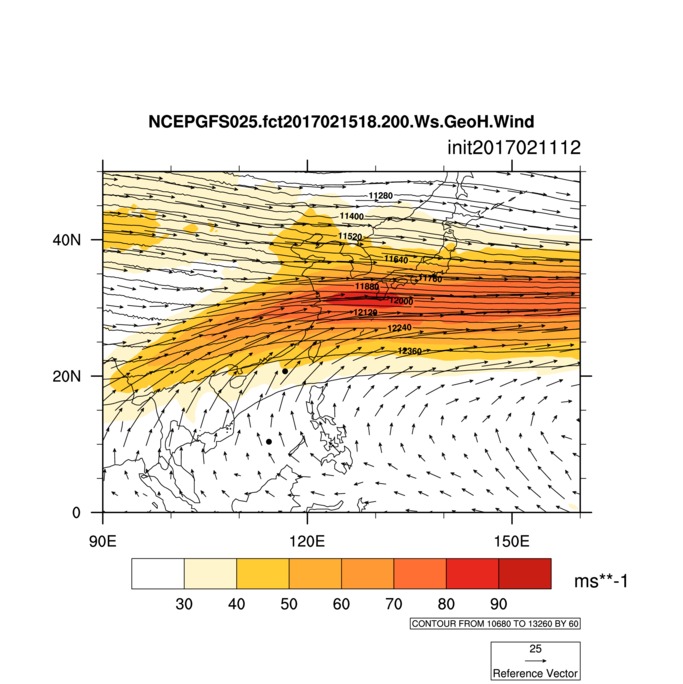 NCEPGFS025.fct2017021518.200.Ws.GeoH.Wind
init2017021112
11280
11400
11520
11640
11760
11880
12000
12120
12240
12360
40N
20N
0
90E 120E 150E
30 40 50 60 70 80 90
ms**-1
CONTOUR FROM 10680 TO 13260 BY 60
25
Reference Vector